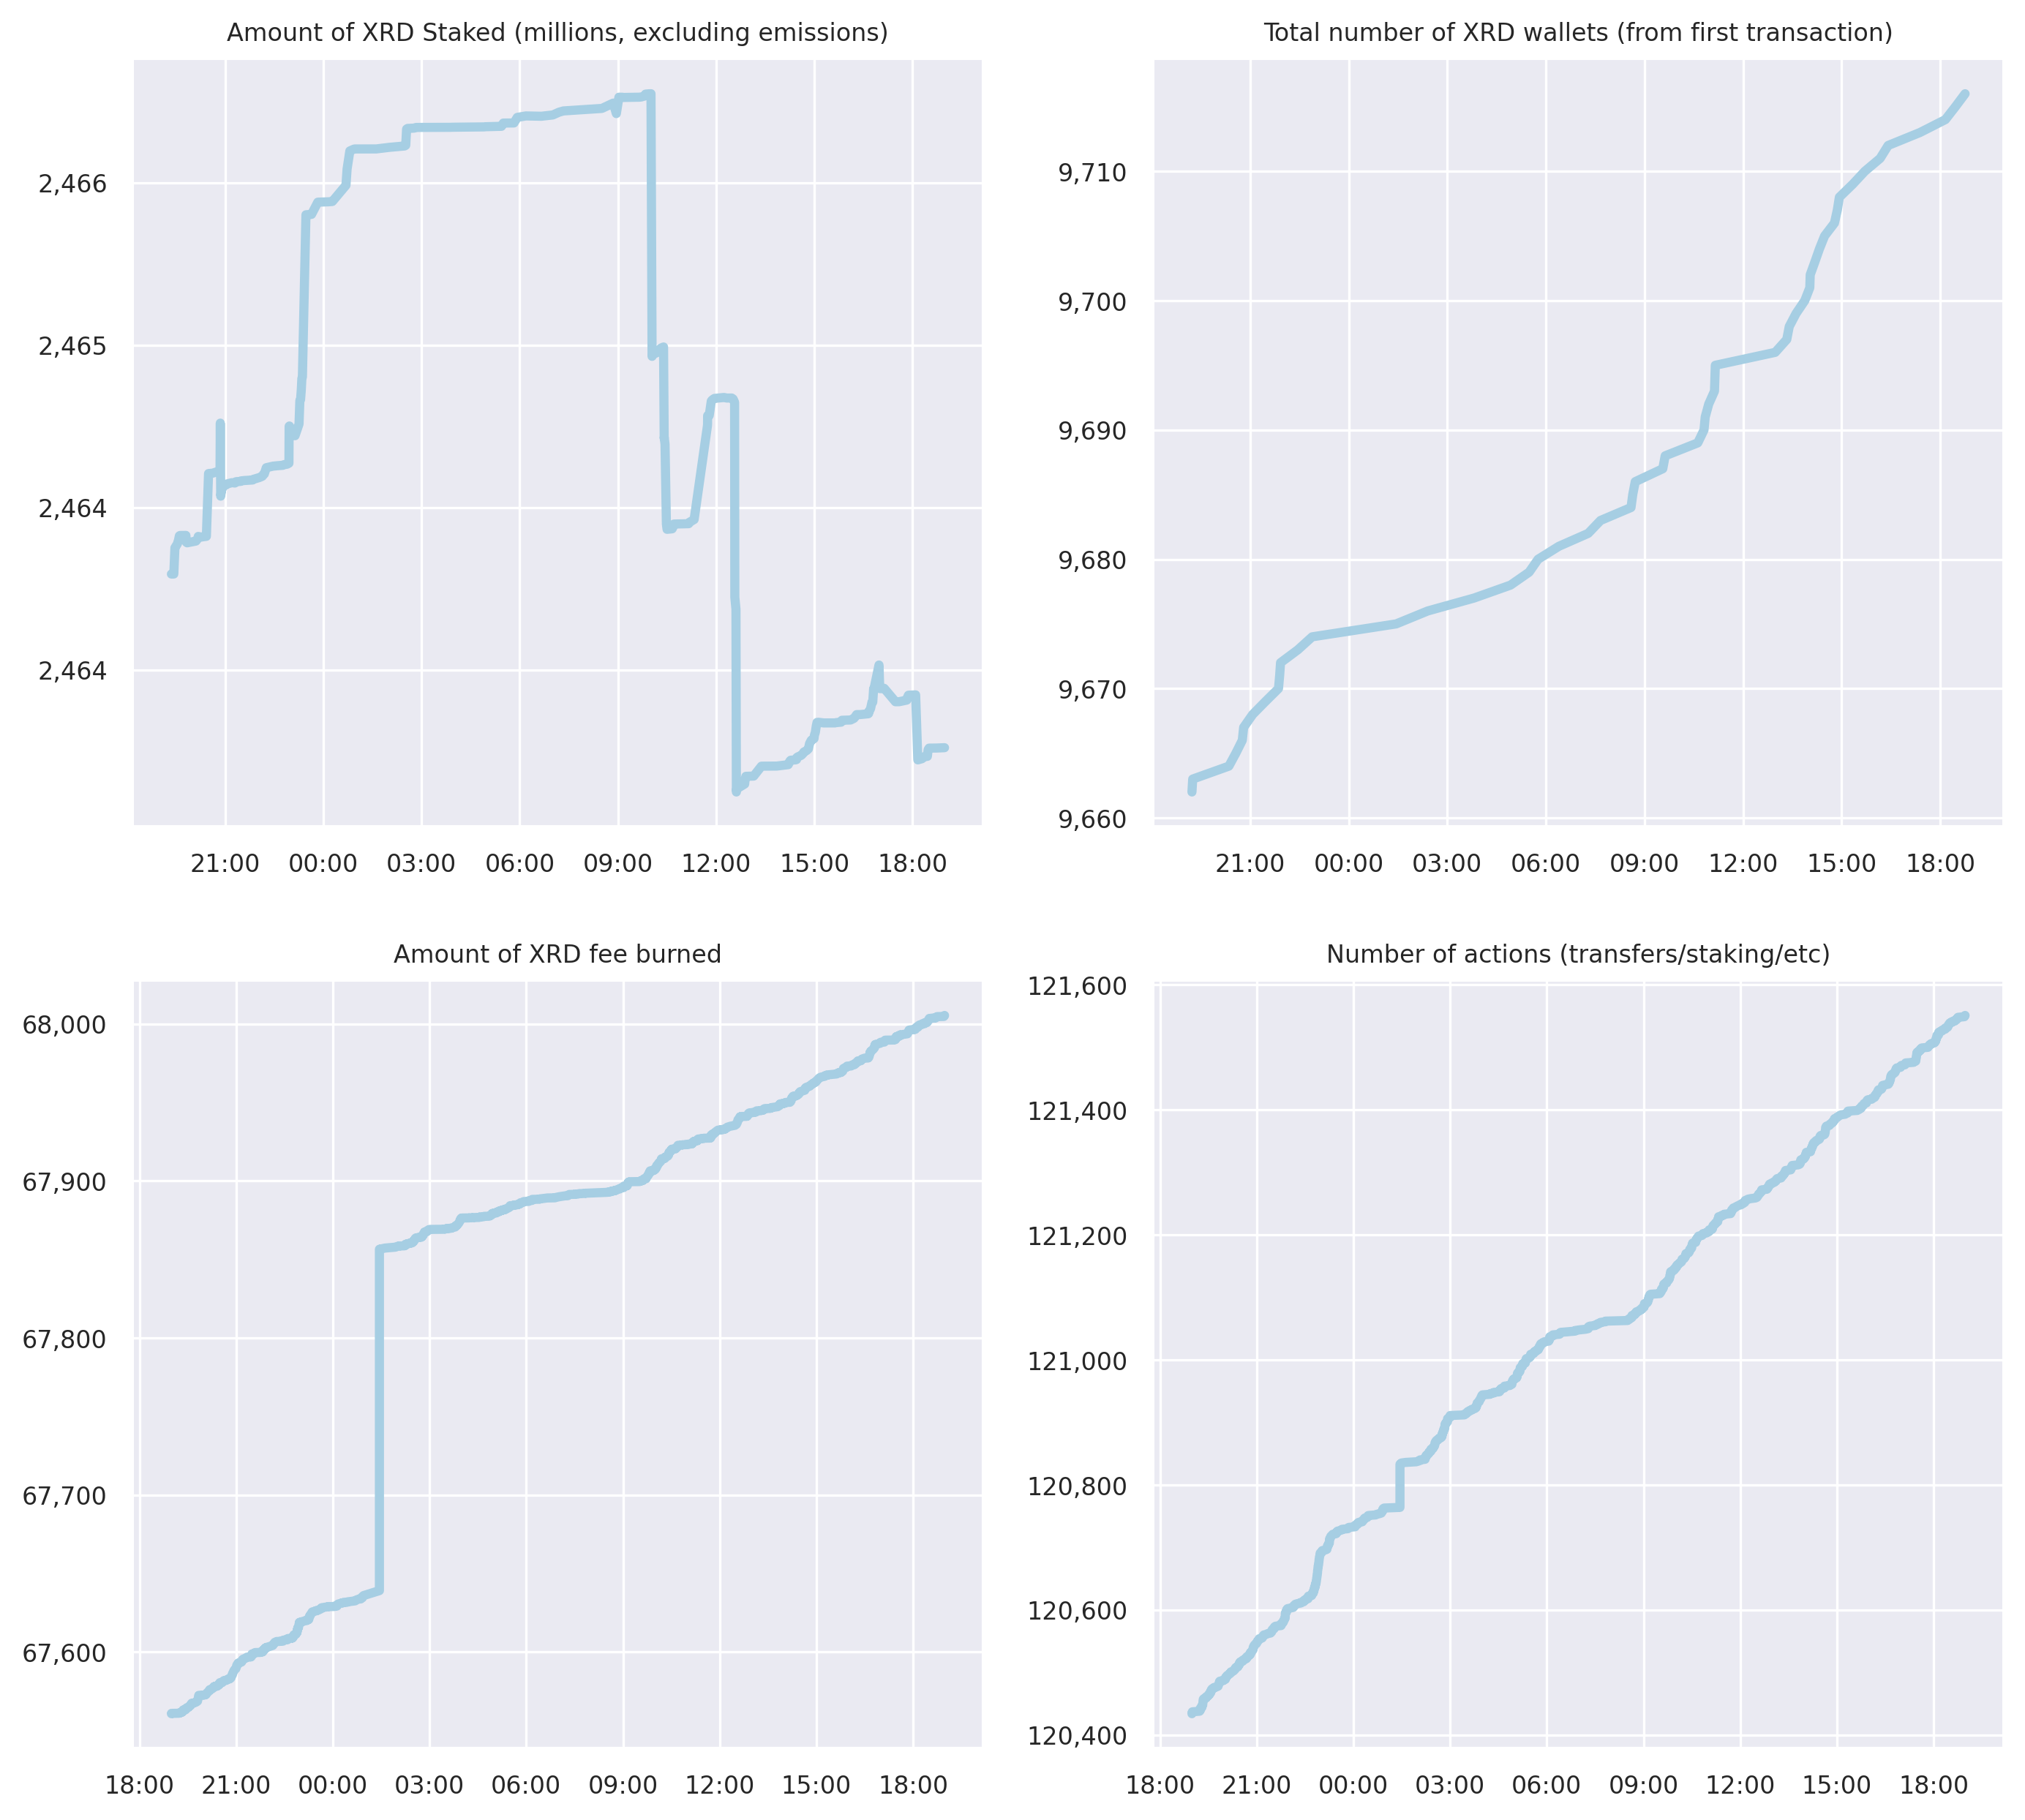 Amount of XRD Staked (millions, excluding emissions)
2,466
2,465
2,464
2,464
21:00 00:00 03:00 06:00 09:00 12:00 15:00 18:00
Total number of XRD wallets (from first transaction)
9,710
9,700
9,690
9,680
9,670
9,660
21:00 00:00 03:00 06:00 09:00 12:00 15:00 18:00
Amount of XRD fee burned
68,000
67,900
67,800
67,700
67,600
18:00 21:00 00:00 03:00 06:00 09:00 12:00 15:00 18:00
Number of actions (transfers/staking/etc)
121,600
121,400
121,200
121,000
120,800
120,600
120,400
18:00 21:00 00:00 03:00 06:00 09:00 12:00 15:00 18:00